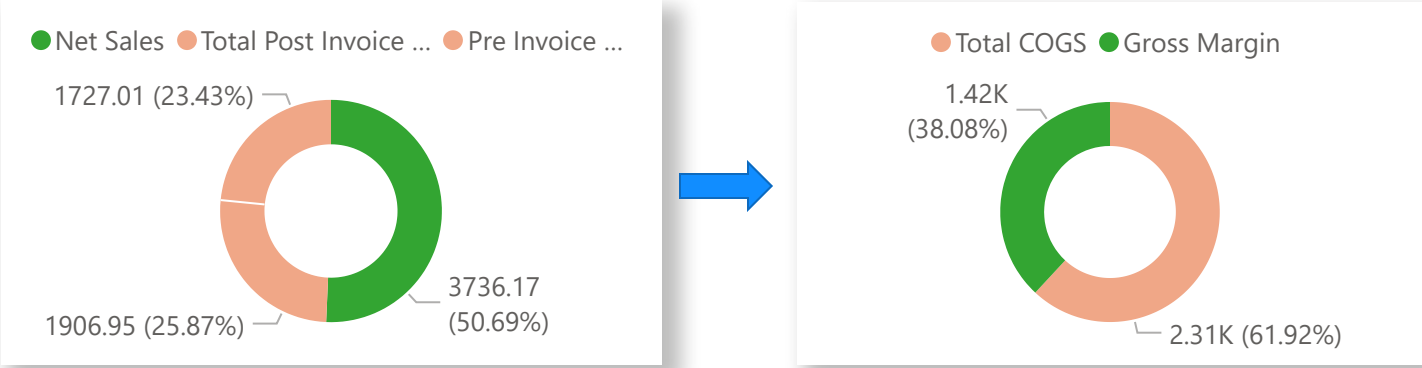 Net Sales Total Post Invoice ... Pre Invoice ...
1727.01 (23.43%)
3736.17
(50.69%)
1906.95 (25.87%)
Total COGS Gross Margin
1.42K
(38.08%)
2.31K (61.92%)